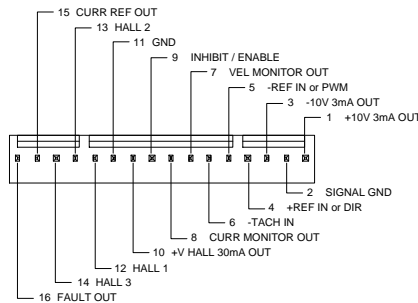 15 CURR REF OUT
13 HALL 2
11 GND
9 INHIBIT / ENABLE
7 VEL MONITOR OUT
5 -REF IN or PWM
3 -10V 3mA OUT
1 +10V 3mA OUT
2 SIGNAL GND
4 +REF IN or DIR
6 -TACH IN
8 CURR MONITOR OUT
10 +V HALL 30mA OUT
12 HALL 1
14 HALL 3
16 FAULT OUT